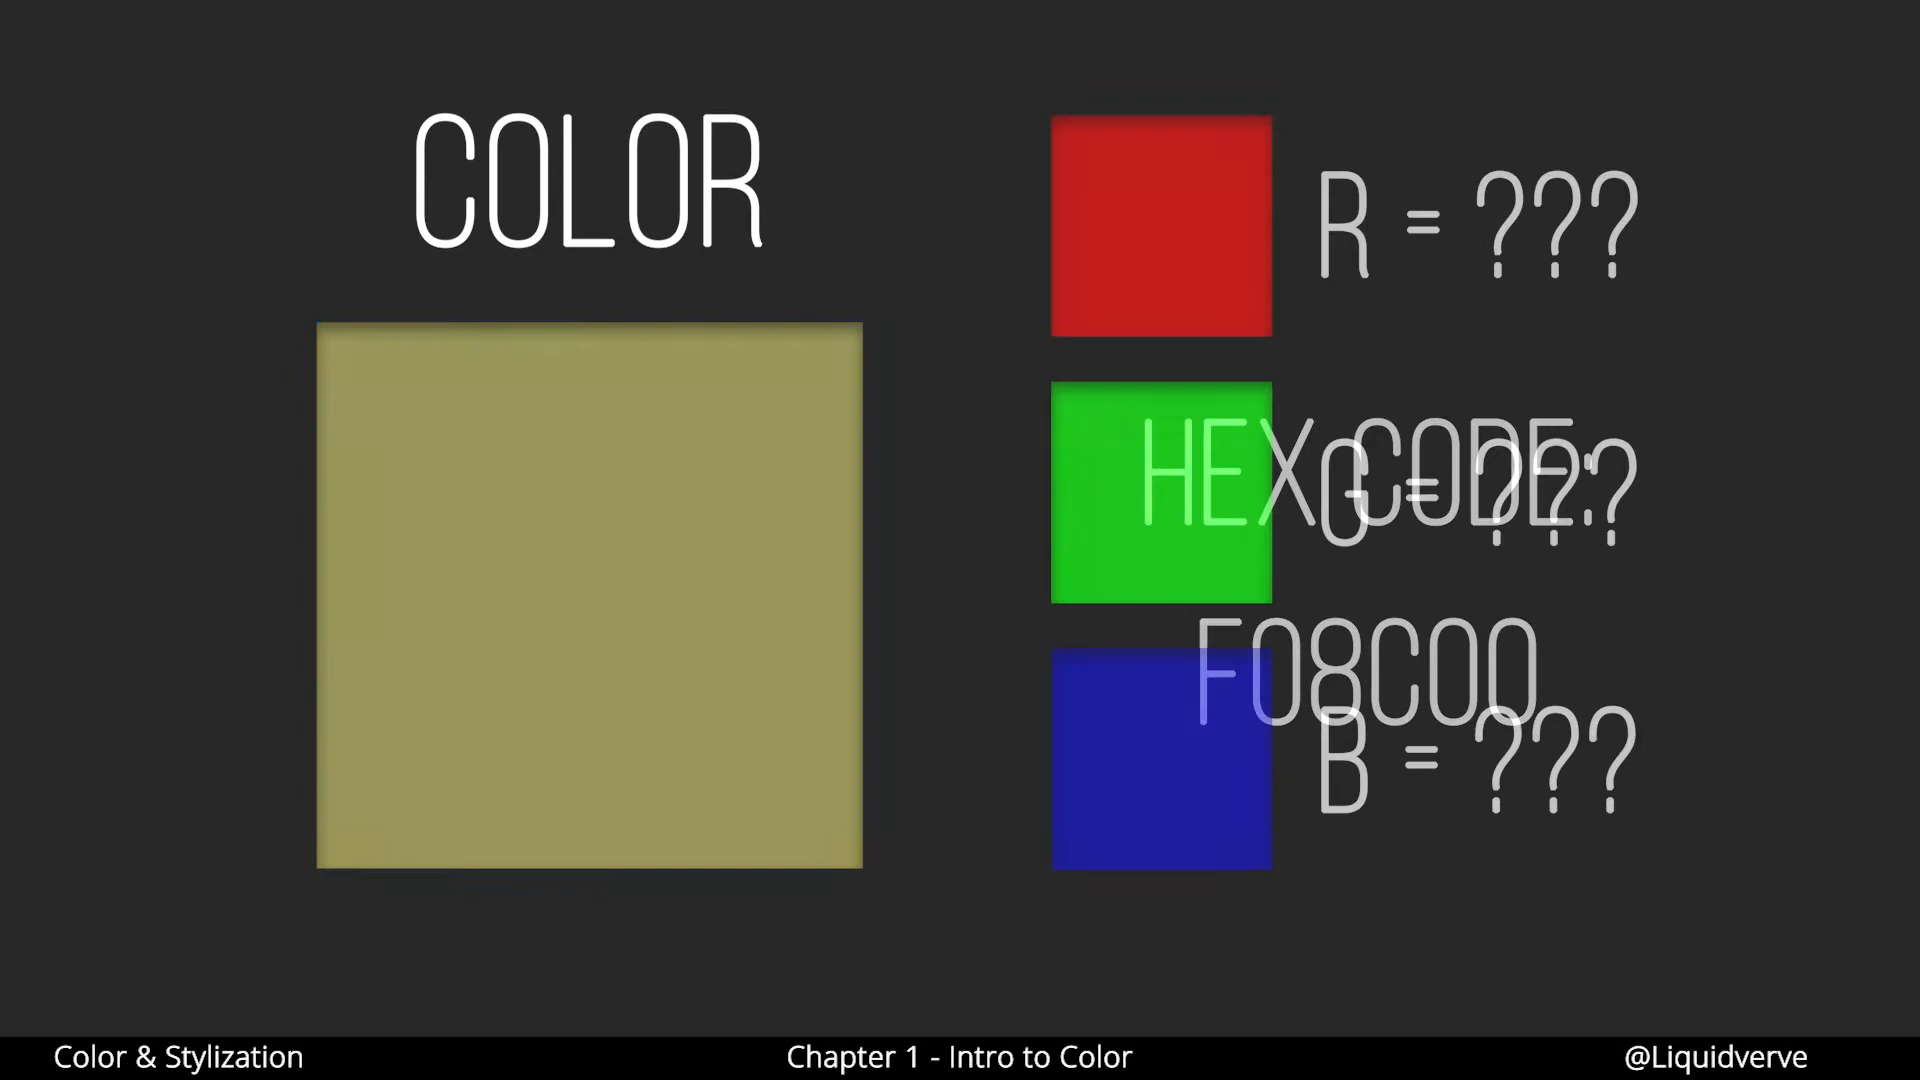 COLOR
R = ???
HEX CODE:
G = ???
F08C00
B = ???
Color & Stylization
Chapter 1 - Intro to Color
@Liquidverve